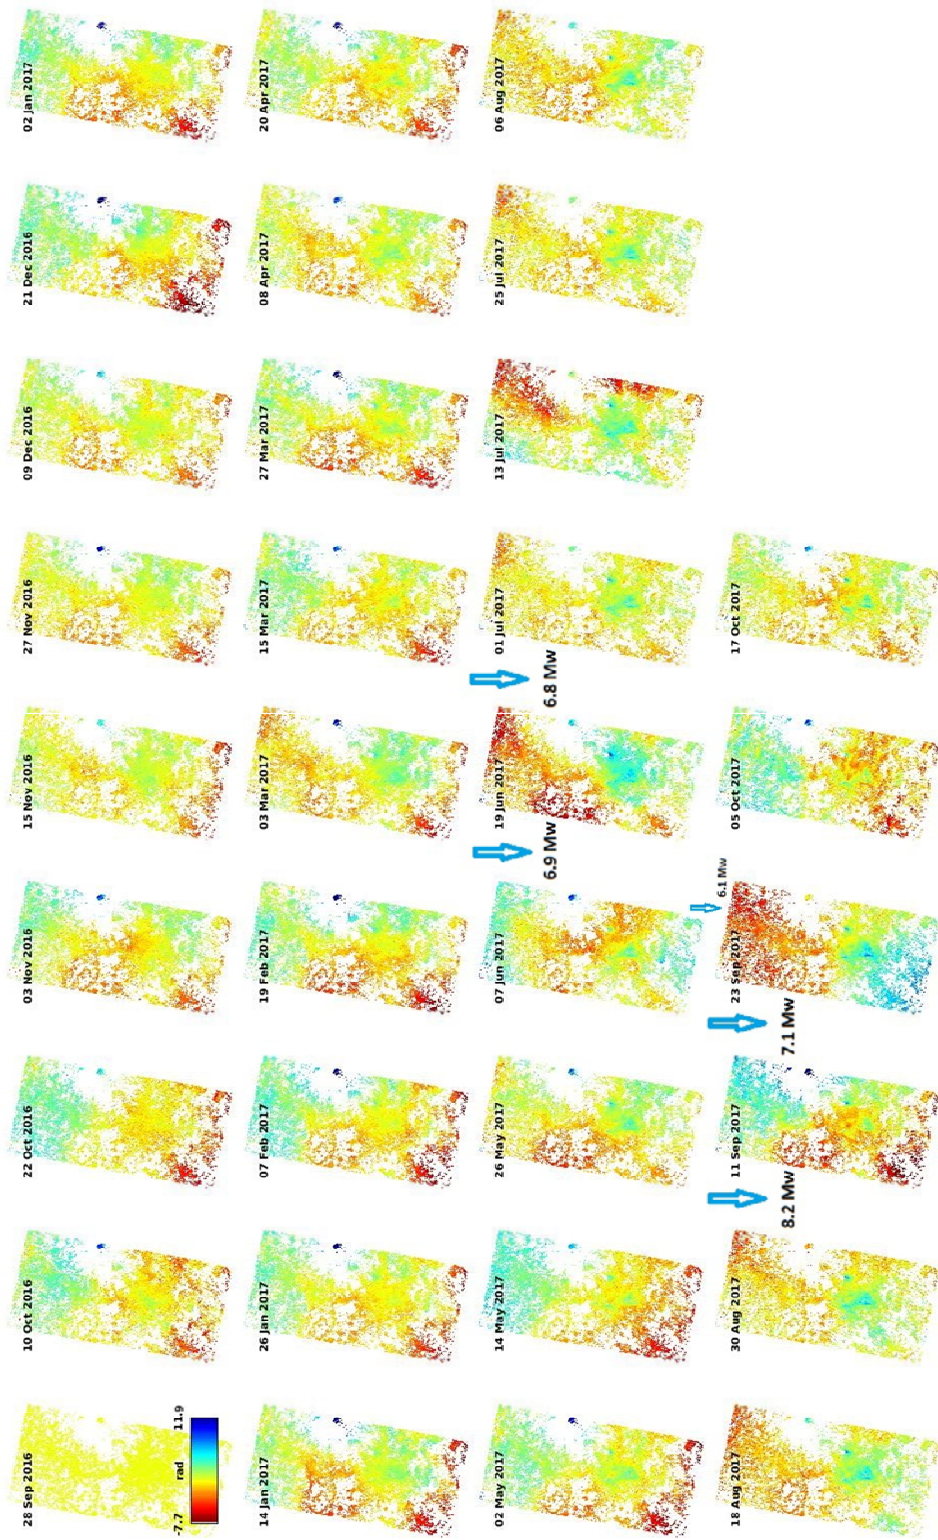 28 Sep 2016
10 Oct 2016
22 Oct 2016
03 Nov 2016
15 Nov 2016
27 Nov 2016
09 Dec 2016
21 Dec 2016
02 Jan 2017
-7.7 rad 11.9
14 Jan 2017
26 Jan 2017
07 Feb 2017
19 Feb 2017
03 Mar 2017
15 Mar 2017
27 Mar 2017
08 Apr 2017
20 Apr 2017
02 May 2017
14 May 2017
26 May 2017
07 Jun 2017
19 Jun 2017
01 Jul 2017
13 Jul 2017
25 Jul 2017
06 Aug 2017
6.9 Mw
6.8 Mw
18 Aug 2017
30 Aug 2017
11 Sep 2017
23 Sep 2017
05 Oct 2017
17 Oct 2017
8.2 Mw
7.1 Mw
6.1 Mw